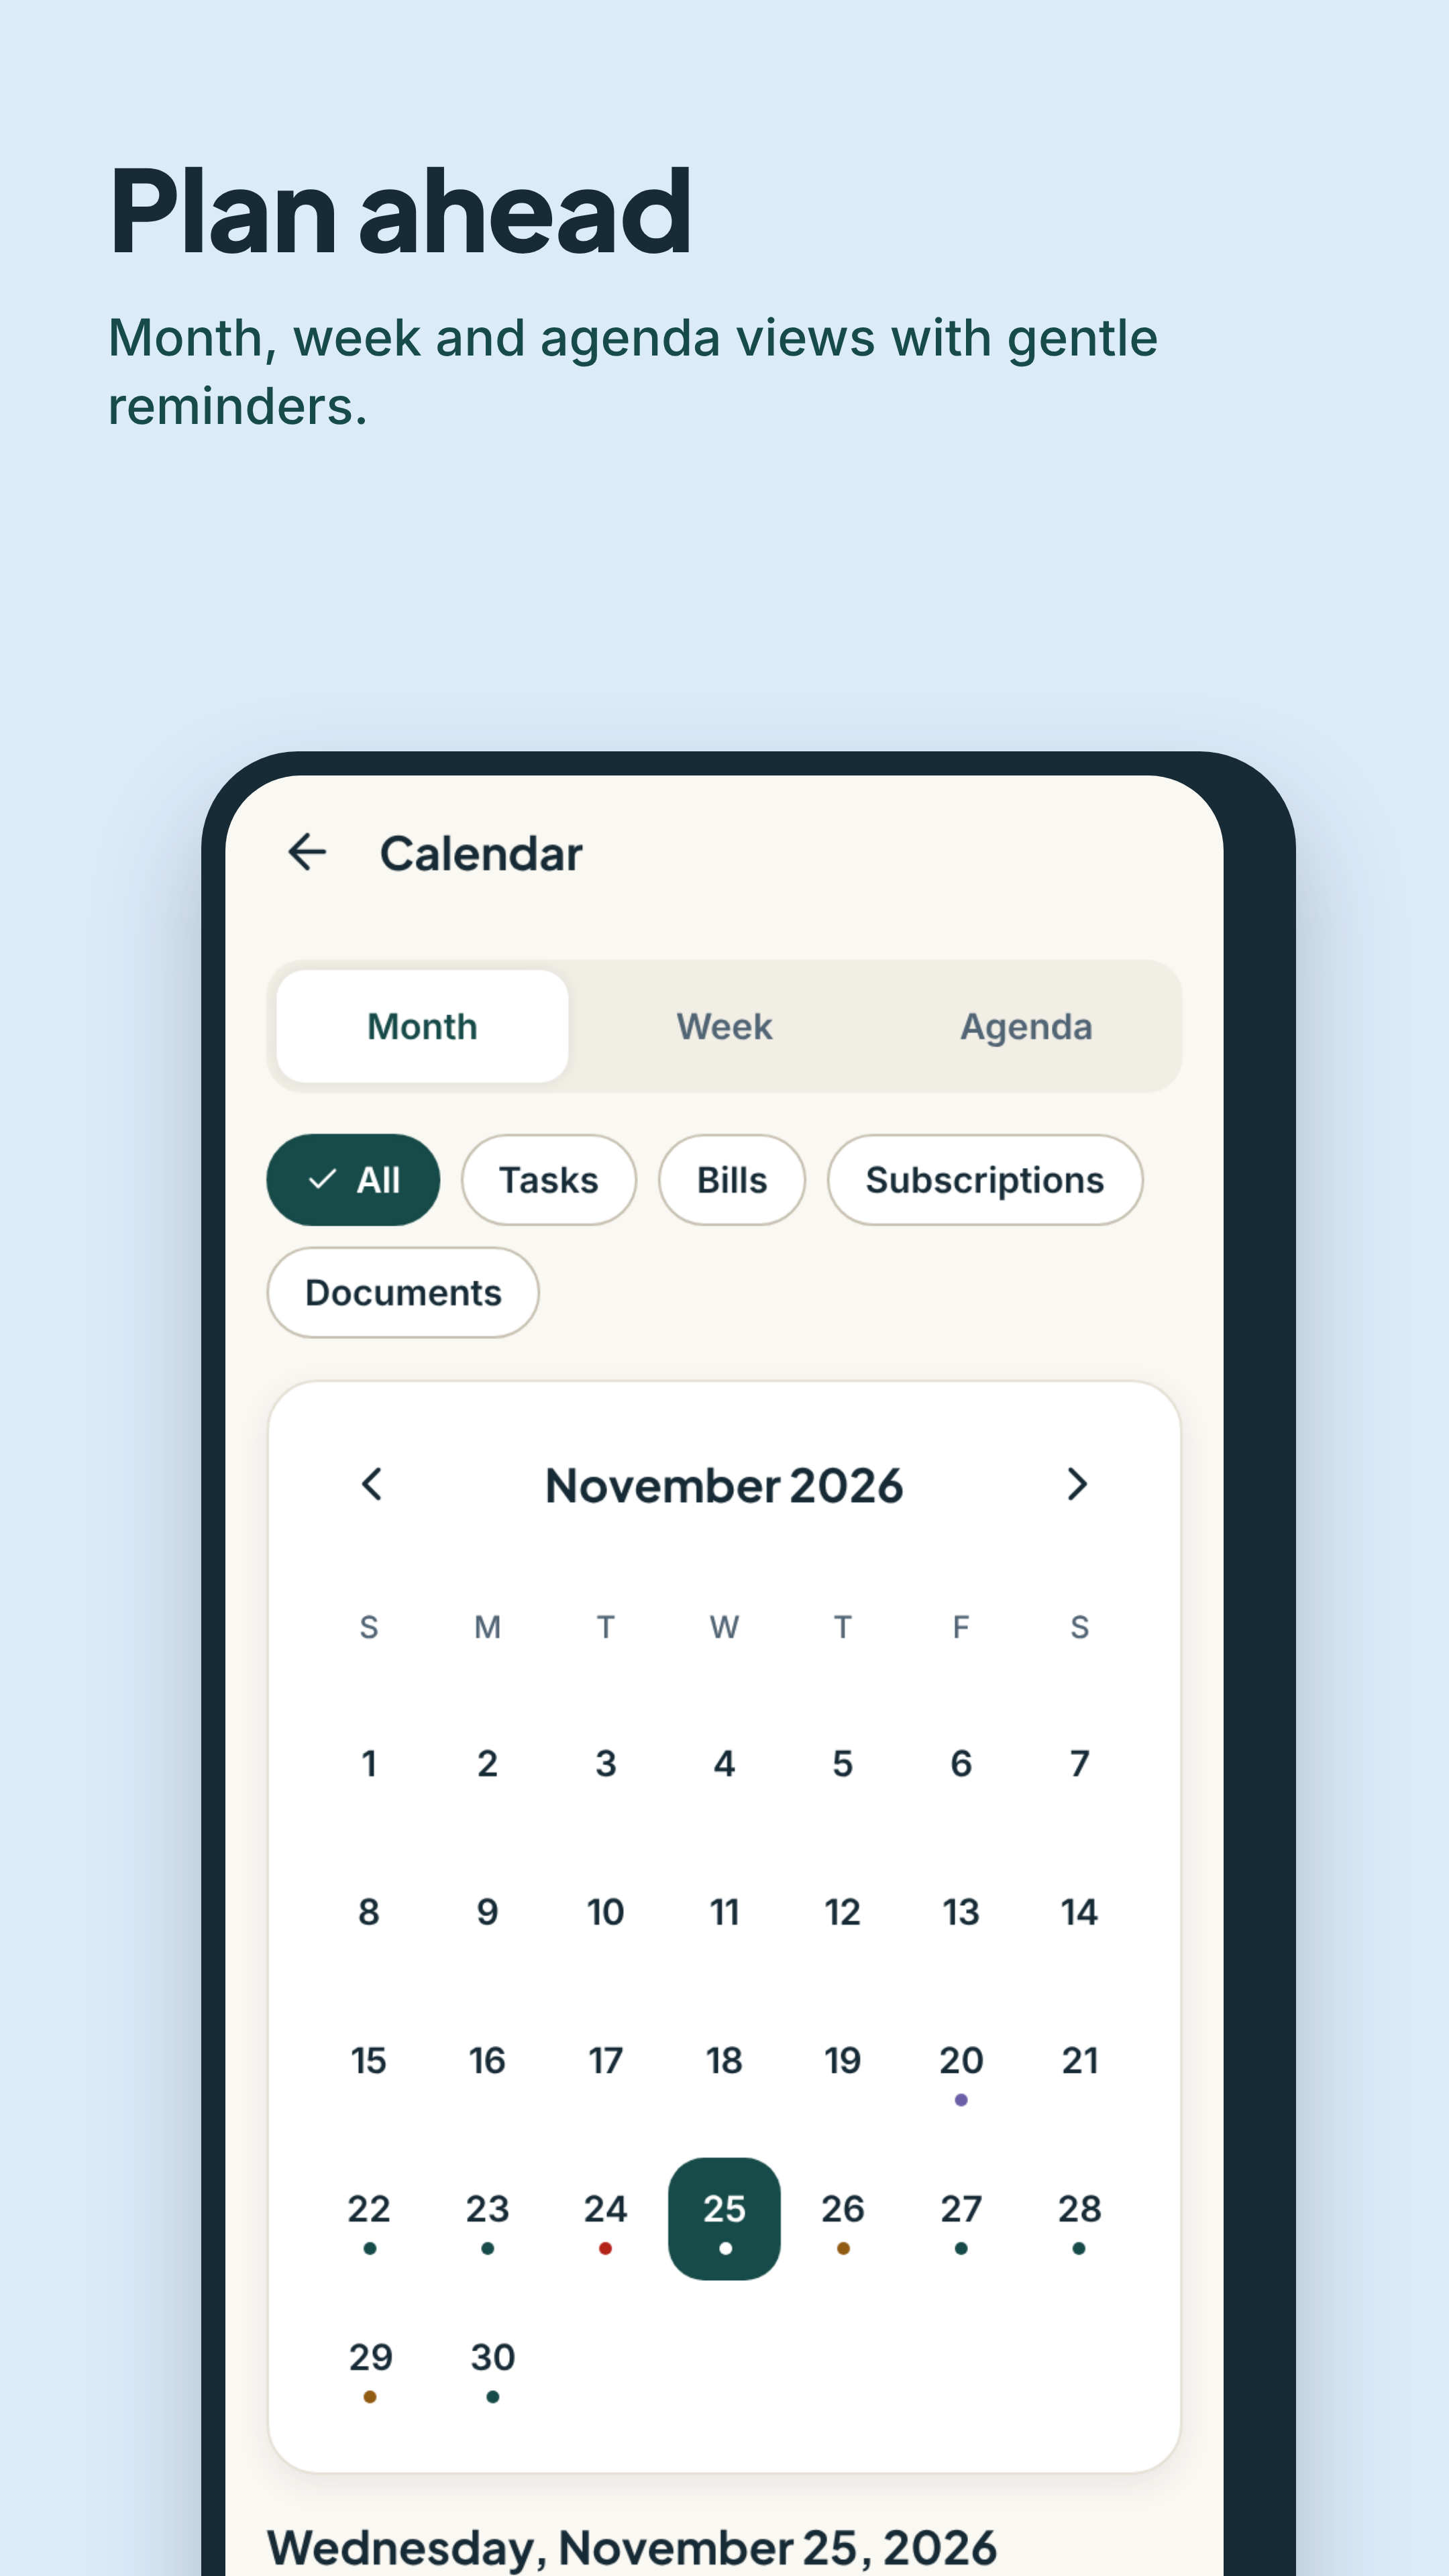 Plan ahead
Month, week and agenda views with gentle
reminders.
Calendar
Month Week Agenda
All Tasks Bills Subscriptions
Documents
November 2026
S M T W T F S
1 2 3 4 5 6 7
8 9 10 11 12 13 14
15 16 17 18 19 20 21
22 23 24 25 26 27 28
29 30
Wednesday, November 25, 2026